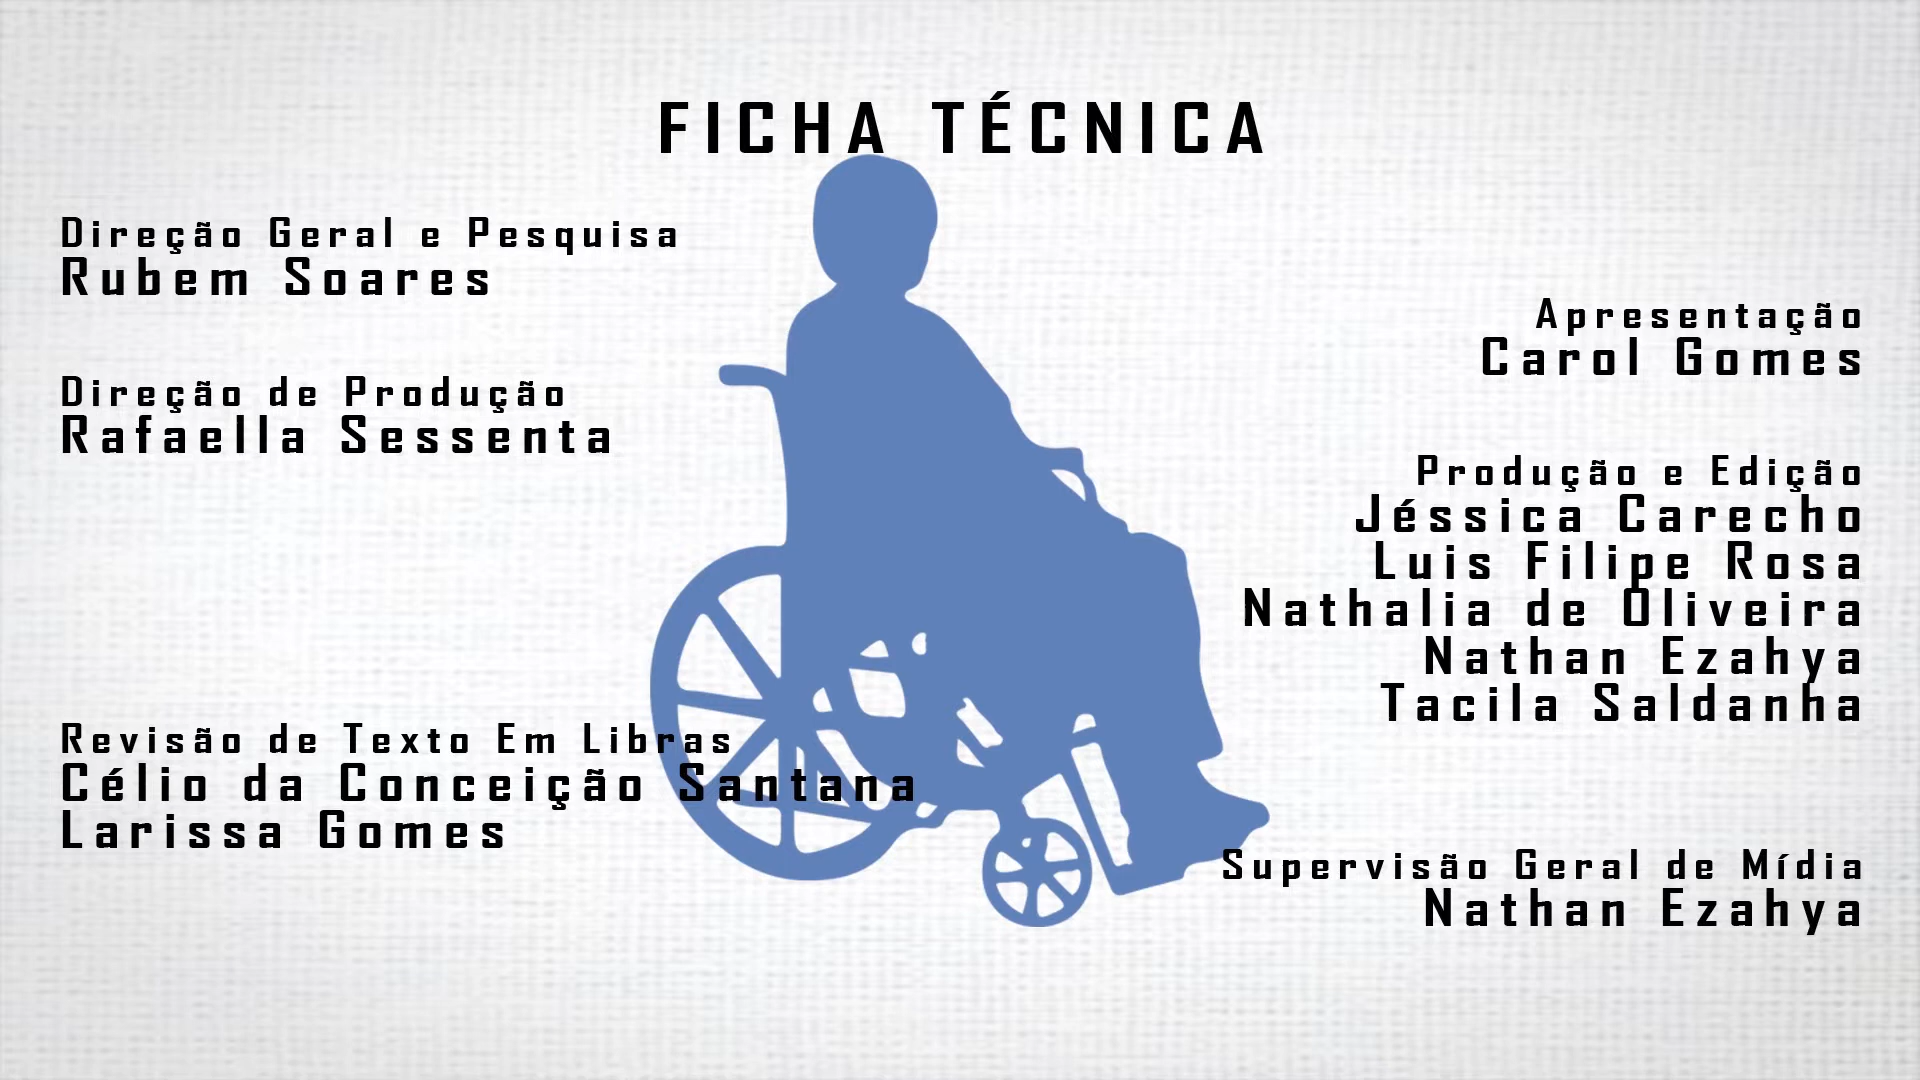 FICHA TÉCNICA
Direção Geral e Pesquisa
Rubem Soares
Direção de Produção
Rafaella Sessenta
Revisão de Texto Em Libras
Célio da Conceição Santana
Larissa Gomes
Apresentação
Carol Gomes
Produção e Edição
Jéssica Carecho
Luis Filipe Rosa
Nathalia de Oliveira
Nathan Ezahya
Tacila Saldanha
Supervisão Geral de Mídia
Nathan Ezahya